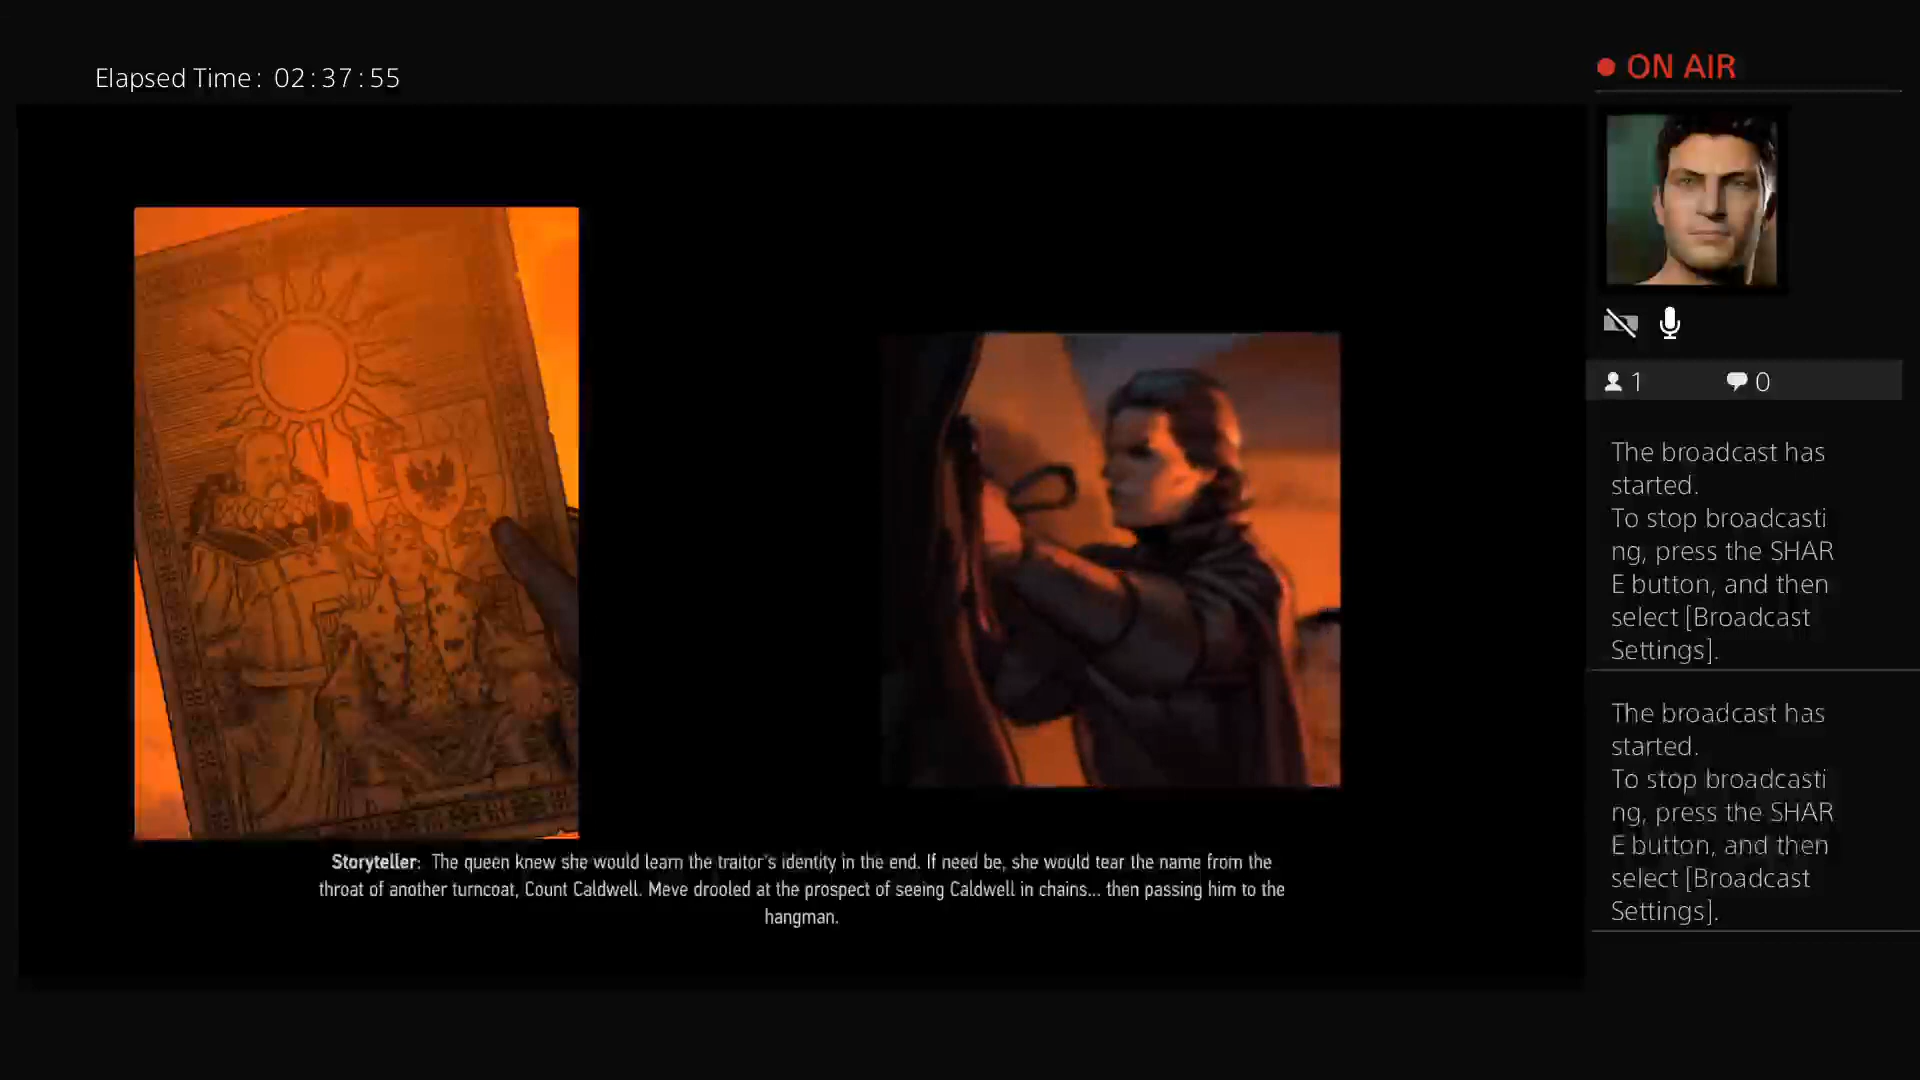 Elapsed Time: 02:37:55
ON AIR
1 0
The broadcast has
started.
To stop broadcasti
ng, press the SHAR
E button, and then
select [Broadcast
Settings].
The broadcast has
started.
To stop broadcasti
ng, press the SHAR
E button, and then
select [Broadcast
Settings].
Storyteller: The queen knew she would learn the traitor's identity in the end. If need be, she would tear the name from the
throat of another turncoat, Count Caldwell. Meve drooled at the prospect of seeing Caldwell in chains... then passing him to the
hangman.